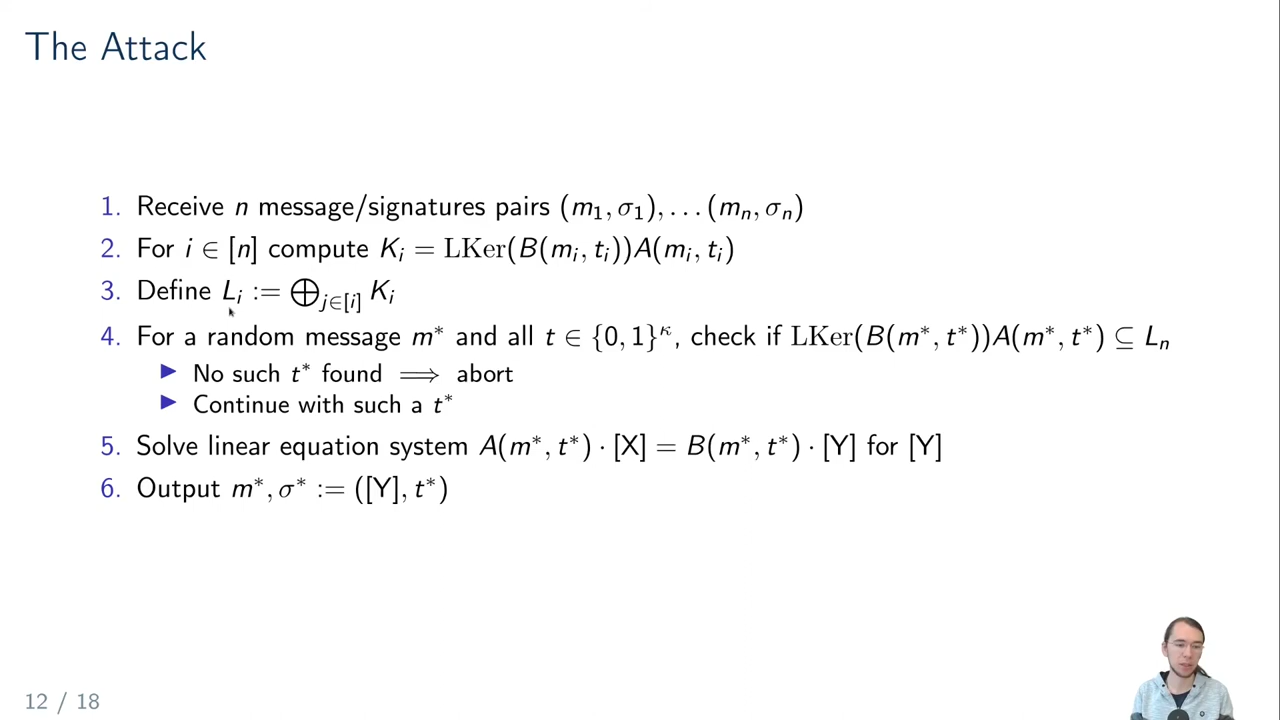 The Attack
1. Receive n message/signatures pairs (m₁, σ₁), . . . (mₙ, σₙ)
2. For i ∈ [n] compute Kᵢ = LKer(B(mᵢ, tᵢ))A(mᵢ, tᵢ)
3. Define Lᵢ := ⨁_{j∈[i]} Kᵢ
4. For a random message m* and all t ∈ {0, 1}^κ, check if LKer(B(m*, t*))A(m*, t*) ⊆ Lₙ
▶ No such t* found ⟹ abort
▶ Continue with such a t*
5. Solve linear equation system A(m*, t*) · [X] = B(m*, t*) · [Y] for [Y]
6. Output m*, σ* := ([Y], t*)
12 / 18